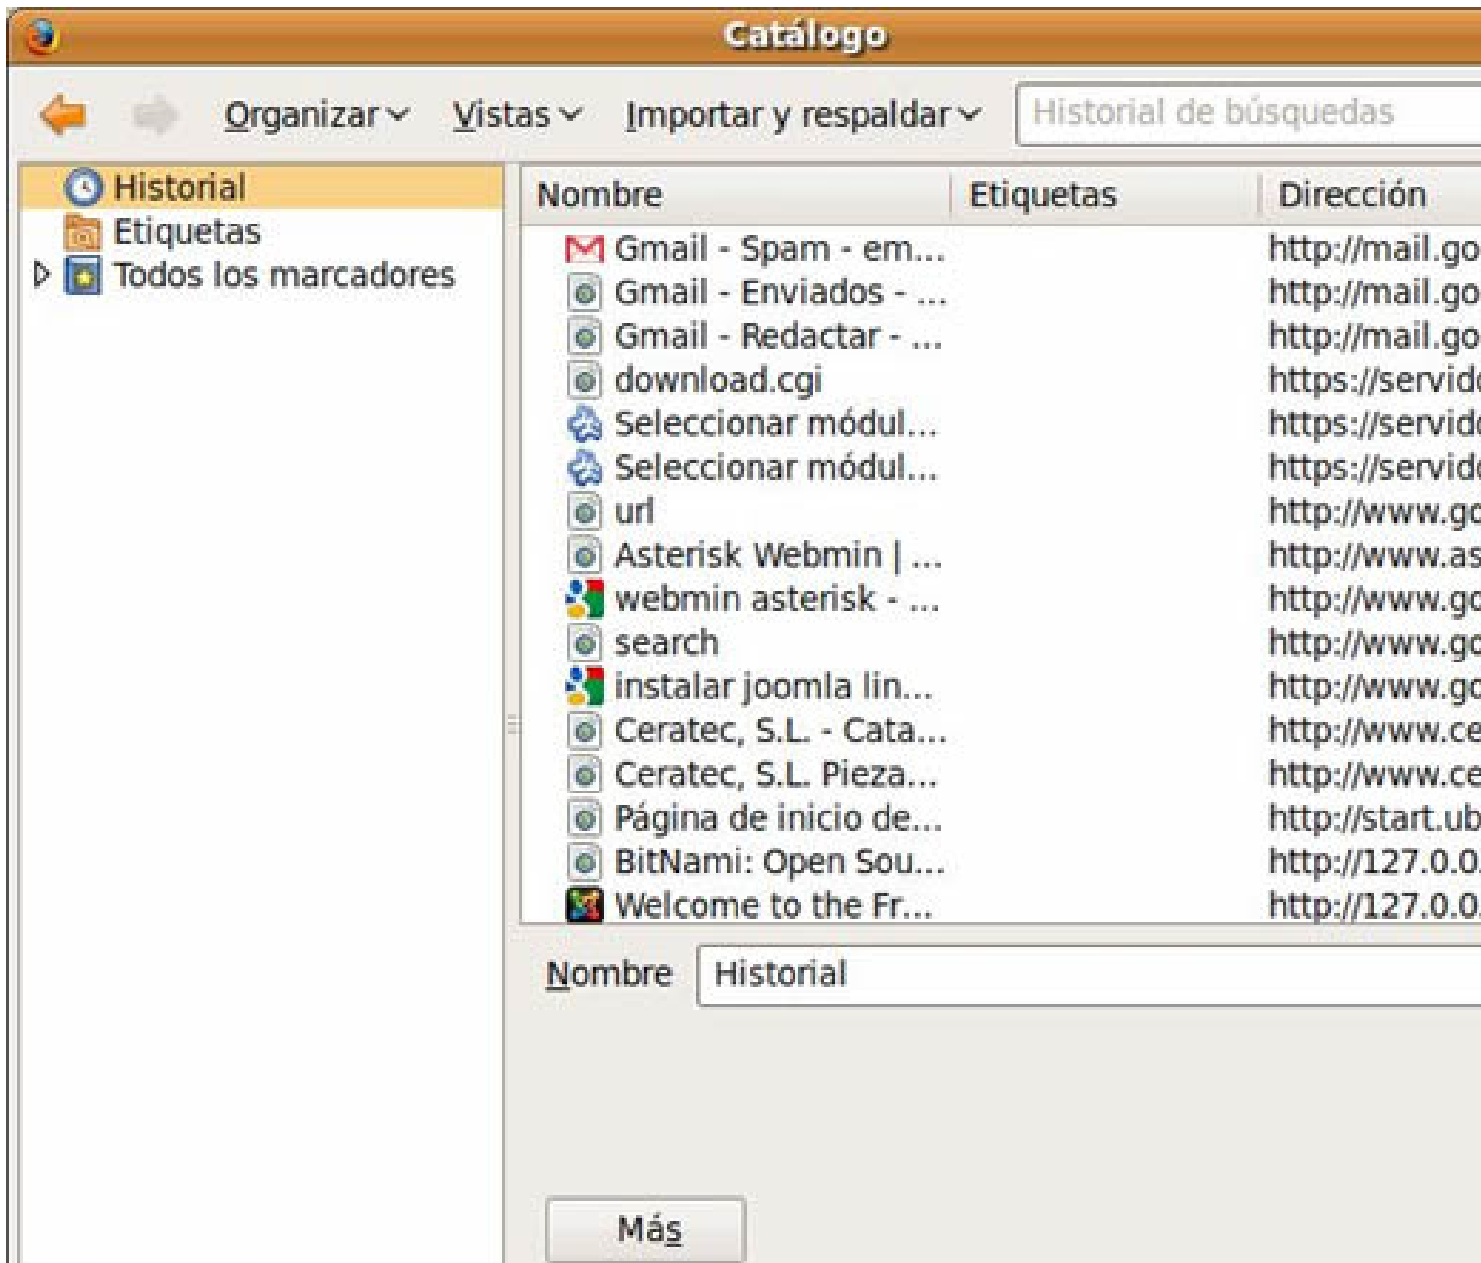 Catálogo
Organizar Vistas Importar y respaldar Historial de búsquedas
Historial
Etiquetas
Todos los marcadores
Nombre Etiquetas Dirección
Gmail - Spam - em... http://mail.go
Gmail - Enviados - ... http://mail.go
Gmail - Redactar - ... http://mail.go
download.cgi https://servido
Seleccionar módul... https://servido
Seleccionar módul... https://servido
url http://www.go
Asterisk Webmin | ... http://www.as
webmin asterisk - ... http://www.go
search http://www.go
instalar joomla lin... http://www.go
Ceratec, S.L. - Cata... http://www.ce
Ceratec, S.L. Pieza... http://www.ce
Página de inicio de... http://start.ub
BitNami: Open Sou... http://127.0.0.
Welcome to the Fr... http://127.0.0.
Nombre Historial
Más